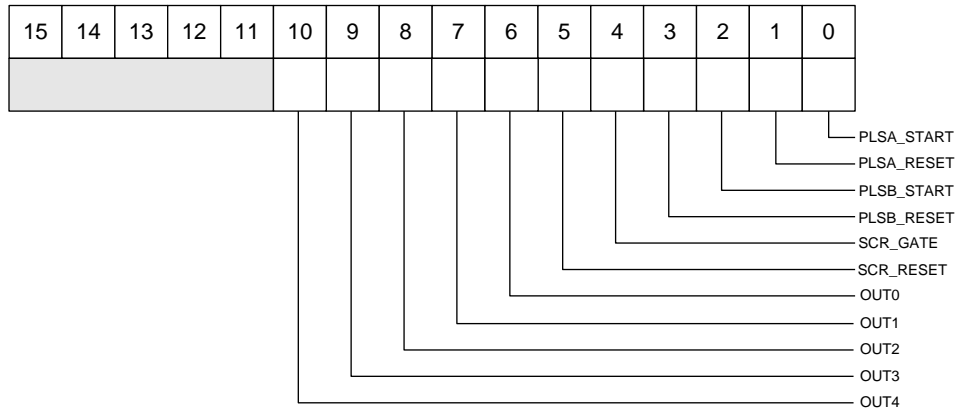 15 14 13 12 11 10 9 8 7 6 5 4 3 2 1 0
PLSA_START
PLSA_RESET
PLSB_START
PLSB_RESET
SCR_GATE
SCR_RESET
OUT0
OUT1
OUT2
OUT3
OUT4